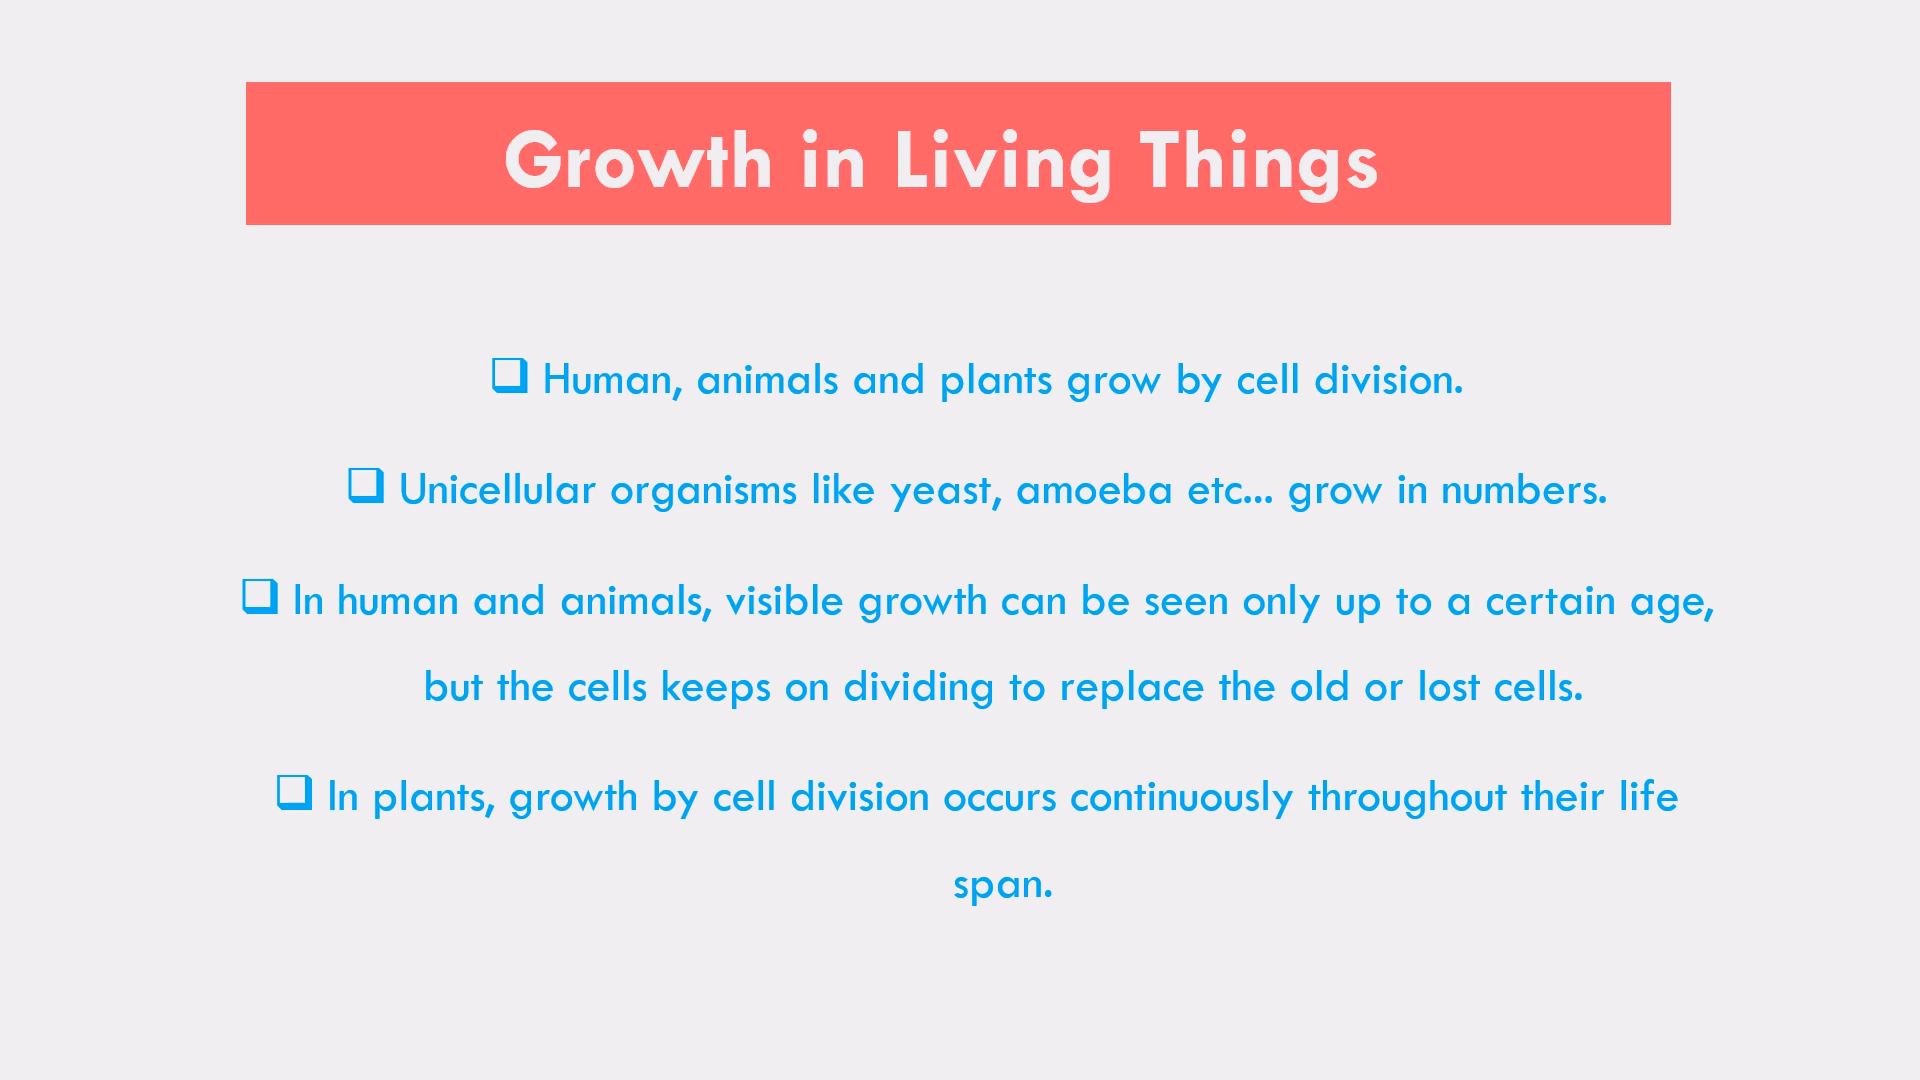 Growth in Living Things
❑ Human, animals and plants grow by cell division.
❑ Unicellular organisms like yeast, amoeba etc... grow in numbers.
❑ In human and animals, visible growth can be seen only up to a certain age,
but the cells keeps on dividing to replace the old or lost cells.
❑ In plants, growth by cell division occurs continuously throughout their life
span.